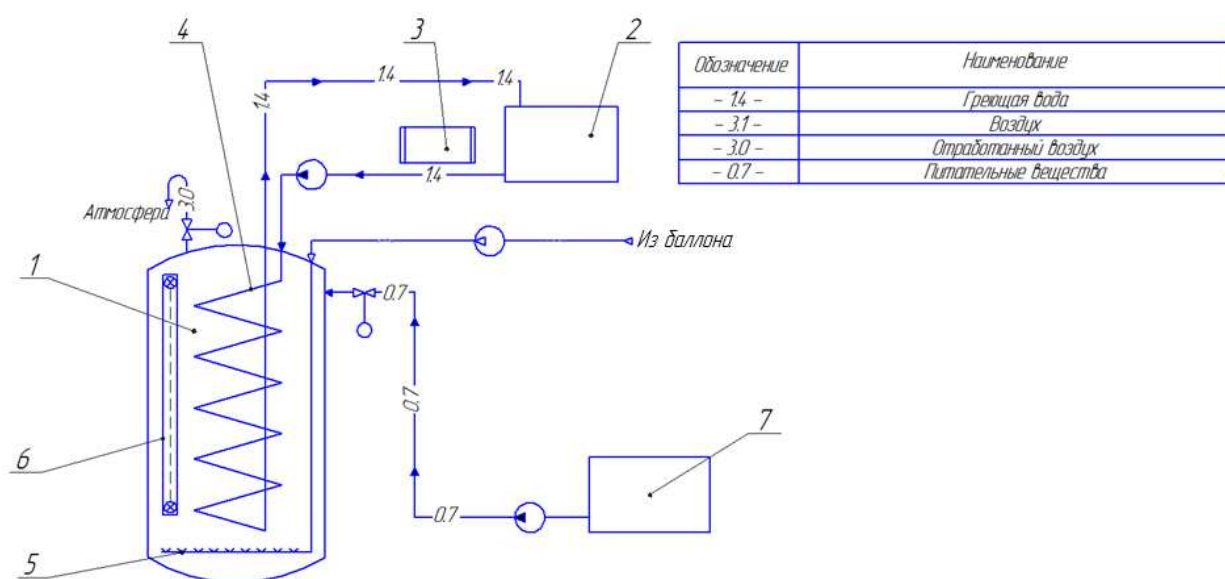 4
3
2
1.4
1.4
1.4
1.4
3.0
Атмосфера
1
Из баллона
0.7
0.7
6
7
0.7
5
Обозначение Наименование
- 1.4 - Греющая вода
- 3.1 - Воздух
- 3.0 - Отработанный воздух
- 0.7 - Питательные вещества